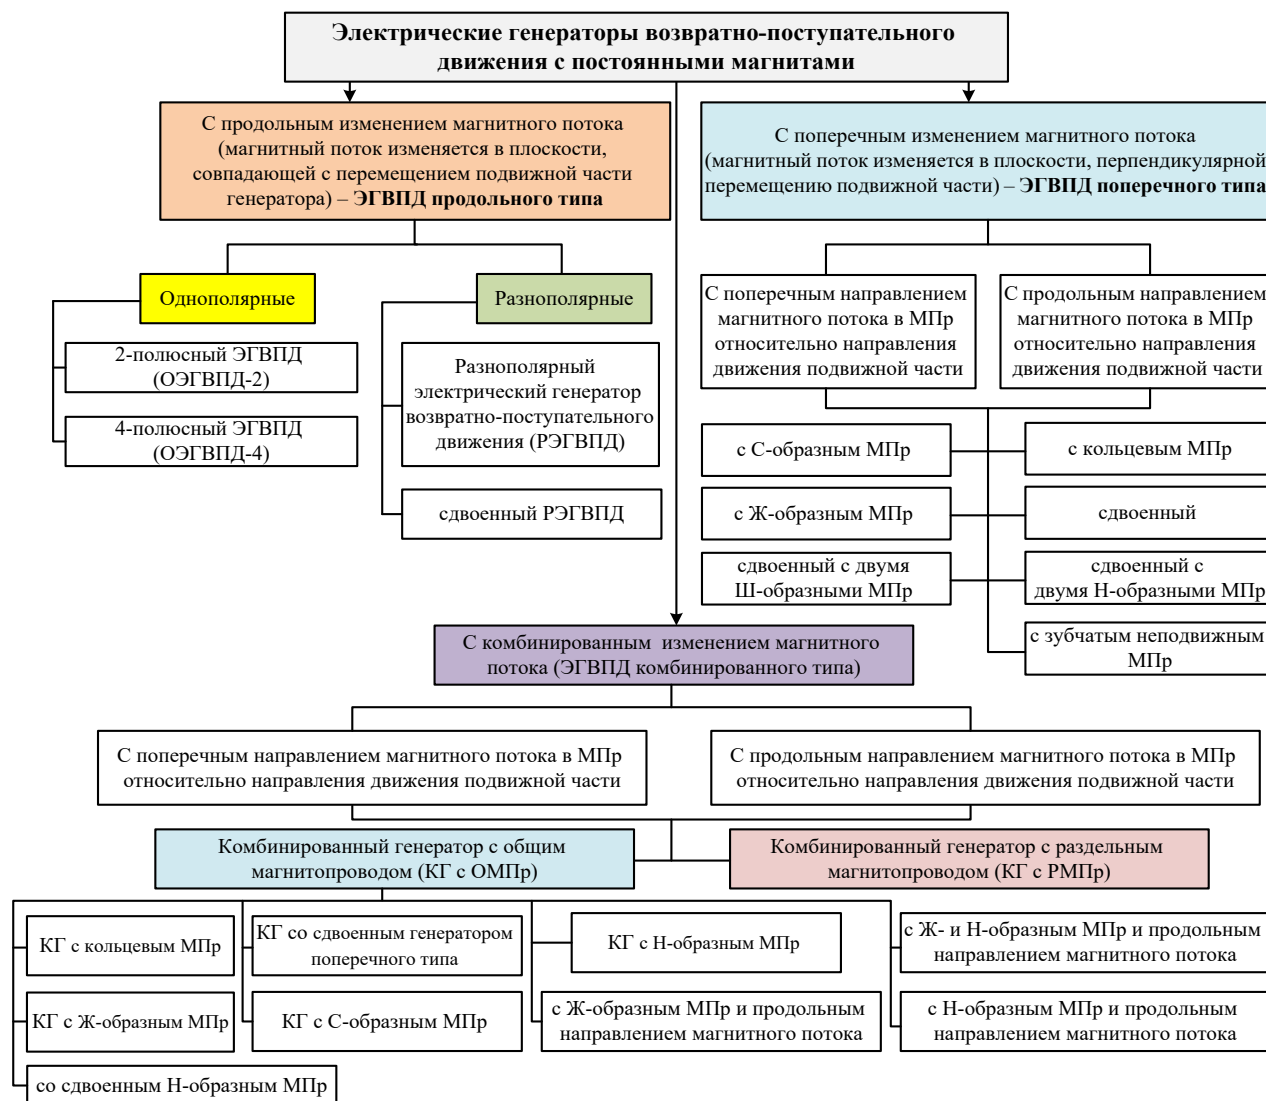 Электрические генераторы возвратно-поступательного
движения с постоянными магнитами
С продольным изменением магнитного потока
(магнитный поток изменяется в плоскости,
совпадающей с перемещением подвижной части
генератора) – ЭГВПД продольного типа
С поперечным изменением магнитного потока
(магнитный поток изменяется в плоскости, перпендикулярной
перемещению подвижной части) – ЭГВПД поперечного типа
Однополярные
Разнополярные
2-полюсный ЭГВПД
(ОЭГВПД-2)
4-полюсный ЭГВПД
(ОЭГВПД-4)
Разнополярный
электрический генератор
возвратно-поступательного
движения (РЭГВПД)
сдвоенный РЭГВПД
С поперечным направлением
магнитного потока в МПр
относительно направления
движения подвижной части
С продольным направлением
магнитного потока в МПр
относительно направления
движения подвижной части
с С-образным МПр
с кольцевым МПр
с Ж-образным МПр
сдвоенный
сдвоенный с двумя
Ш-образными МПр
сдвоенный с
двумя Н-образными МПр
с зубчатым неподвижным
МПр
С комбинированным изменением магнитного
потока (ЭГВПД комбинированного типа)
С поперечным направлением магнитного потока в МПр
относительно направления движения подвижной части
С продольным направлением магнитного потока в МПр
относительно направления движения подвижной части
Комбинированный генератор с общим
магнитопроводом (КГ с ОМПр)
Комбинированный генератор с раздельным
магнитопроводом (КГ с РМПр)
КГ с кольцевым МПр
КГ со сдвоенным генератором
поперечного типа
КГ с Н-образным МПр
с Ж- и Н-образным МПр и продольным
направлением магнитного потока
КГ с Ж-образным МПр
КГ с С-образным МПр
с Ж-образным МПр и продольным
направлением магнитного потока
с Н-образным МПр и продольным
направлением магнитного потока
со сдвоенным Н-образным МПр